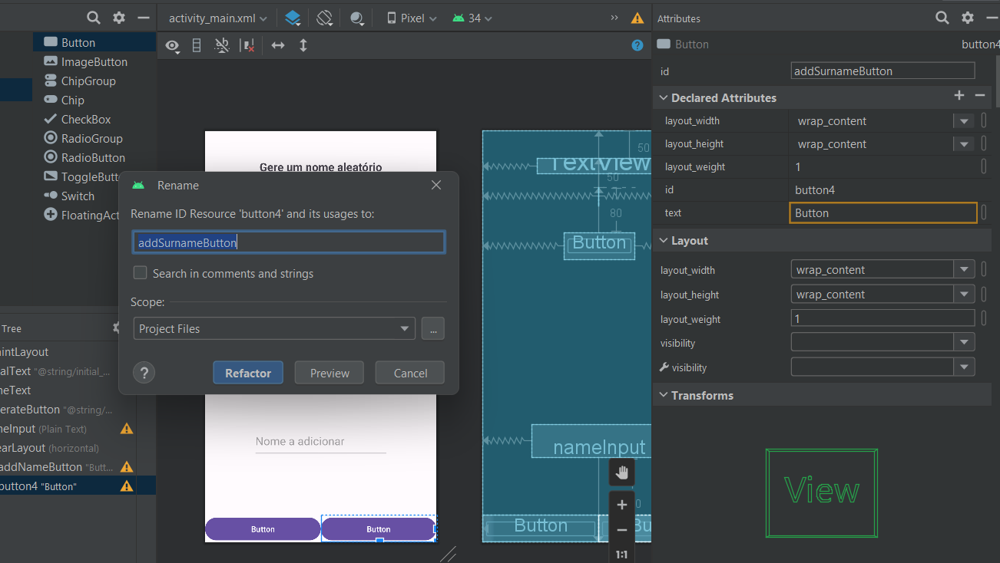 activity_main.xml
Pixel
34
Attributes
Button
ImageButton
ChipGroup
Chip
CheckBox
RadioGroup
RadioButton
ToggleButt
Switch
FloatingAct
Button
button4
id
addSurnameButton
Declared Attributes
layout_width
wrap_content
layout_height
wrap_content
layout_weight
1
id
button4
text
Button
Layout
layout_width
wrap_content
layout_height
wrap_content
layout_weight
1
visibility
visibility
Transforms
View
Gere um nome aleatório
TextView
50
50
80
Button
nameInput
0
Button
Bu
1:1
Rename
Rename ID Resource 'button4' and its usages to:
addSurnameButton
Search in comments and strings
Scope:
Project Files
...
?
Refactor
Preview
Cancel
Nome a adicionar
Button
Button
Tree
aintLayout
alText "@string/initial_...
neText
erateButton "@string/...
neInput (Plain Text)
earLayout (horizontal)
addNameButton "Butt...
button4 "Button"